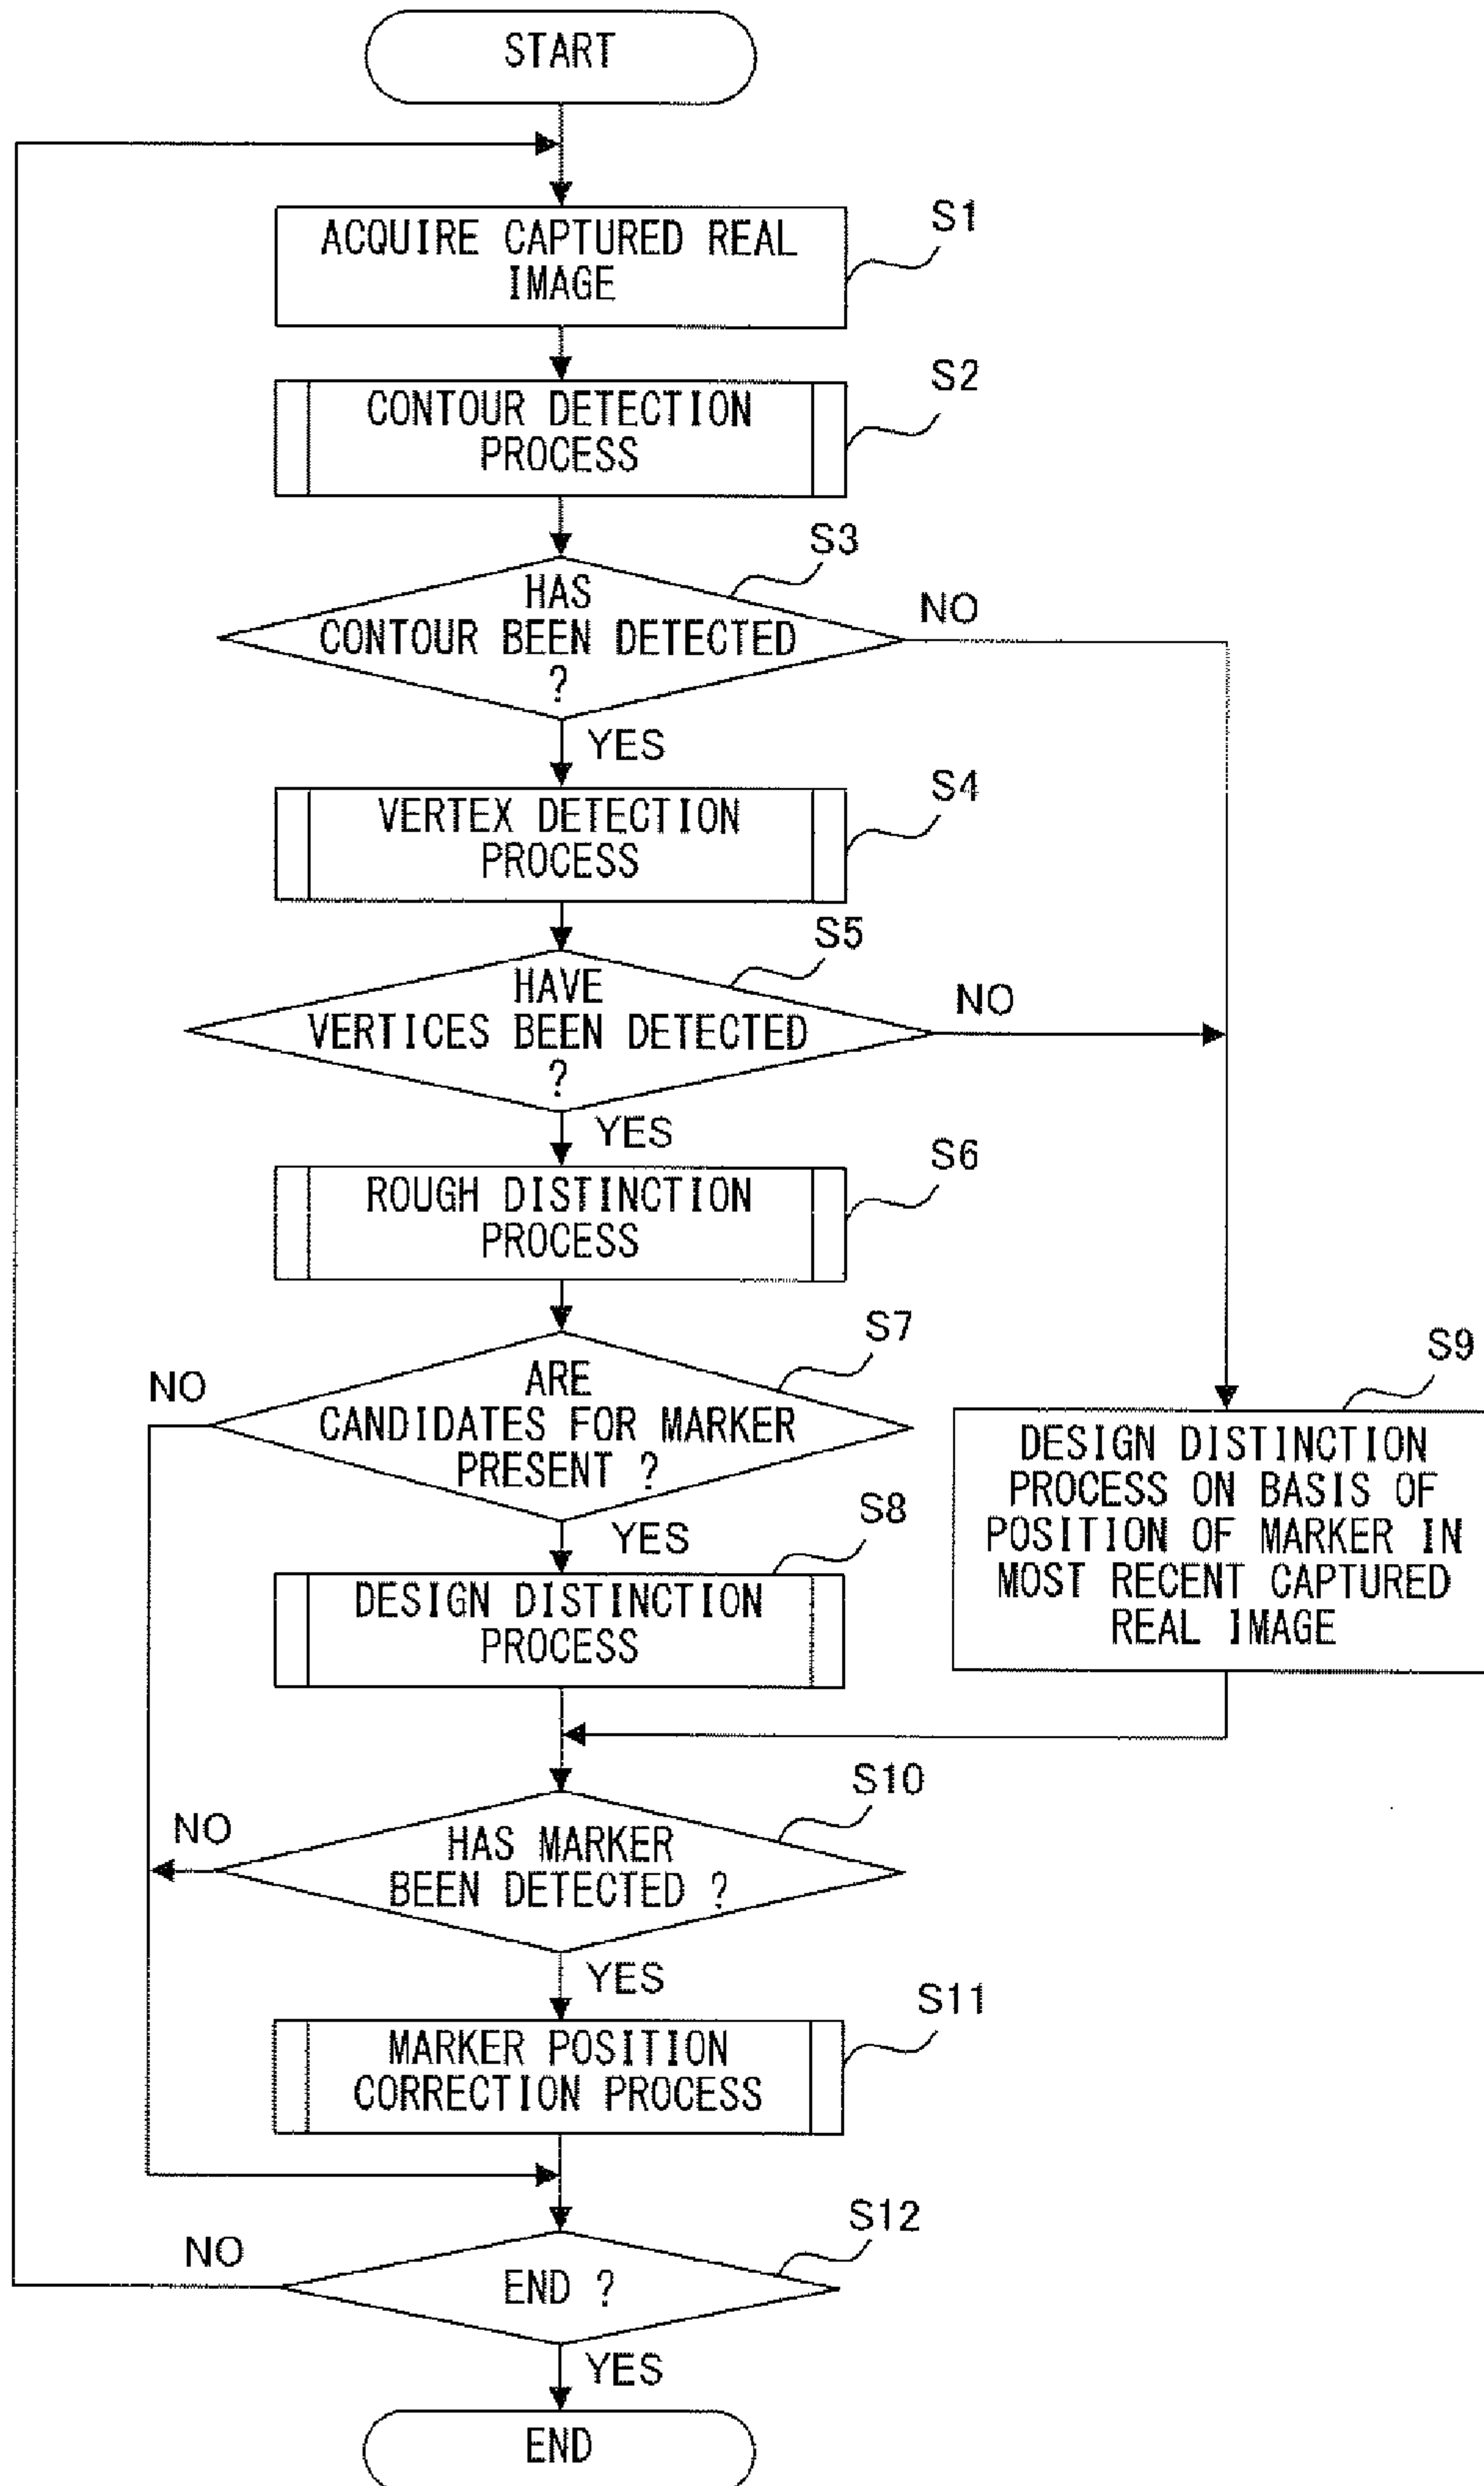 START
ACQUIRE CAPTURED REAL
IMAGE
S1
CONTOUR DETECTION
PROCESS
S2
HAS
CONTOUR BEEN DETECTED
?
S3
NO
YES
VERTEX DETECTION
PROCESS
S4
HAVE
VERTICES BEEN DETECTED
?
S5
NO
YES
ROUGH DISTINCTION
PROCESS
S6
ARE
CANDIDATES FOR MARKER
PRESENT ?
S7
NO
YES
DESIGN DISTINCTION
PROCESS
S8
DESIGN DISTINCTION
PROCESS ON BASIS OF
POSITION OF MARKER IN
MOST RECENT CAPTURED
REAL IMAGE
S9
HAS MARKER
BEEN DETECTED ?
S10
NO
YES
MARKER POSITION
CORRECTION PROCESS
S11
END ?
S12
NO
YES
END